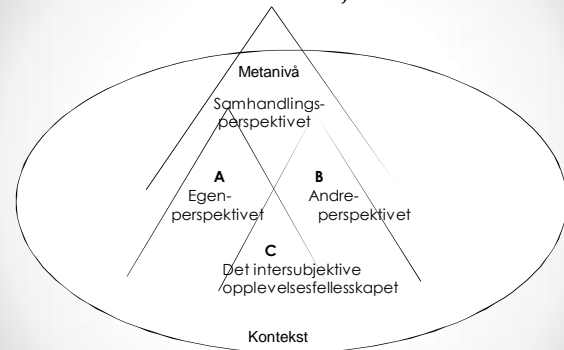 Metanivå
Samhandlings-
perspektivet
A
B
Egen-
perspektivet
Andre-
perspektivet
C
Det intersubjektive
opplevelsesfellesskapet
Kontekst